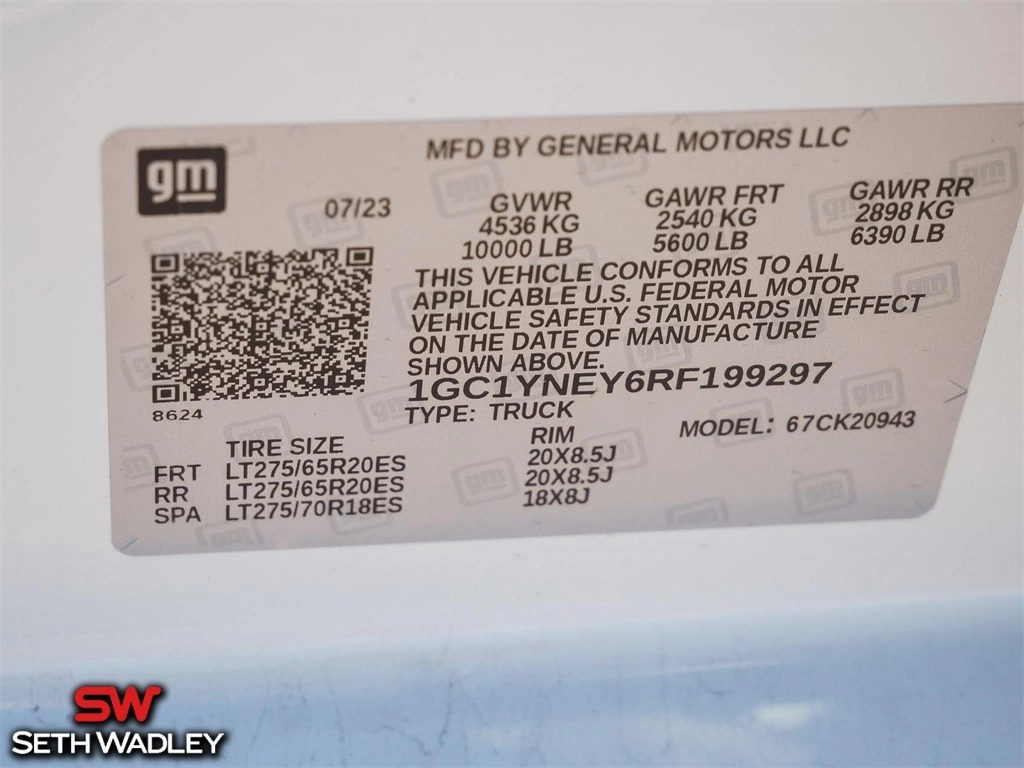 gm
MFD BY GENERAL MOTORS LLC
07/23
GVWR
4536 KG
10000 LB
GAWR FRT
2540 KG
5600 LB
GAWR RR
2898 KG
6390 LB
THIS VEHICLE CONFORMS TO ALL
APPLICABLE U.S. FEDERAL MOTOR
VEHICLE SAFETY STANDARDS IN EFFECT
ON THE DATE OF MANUFACTURE
SHOWN ABOVE.
1GC1YNEY6RF199297
8624
TYPE: TRUCK
MODEL: 67CK20943
TIRE SIZE RIM
FRT LT275/65R20ES 20X8.5J
RR LT275/65R20ES 20X8.5J
SPA LT275/70R18ES 18X8J
SW
SETH WADLEY